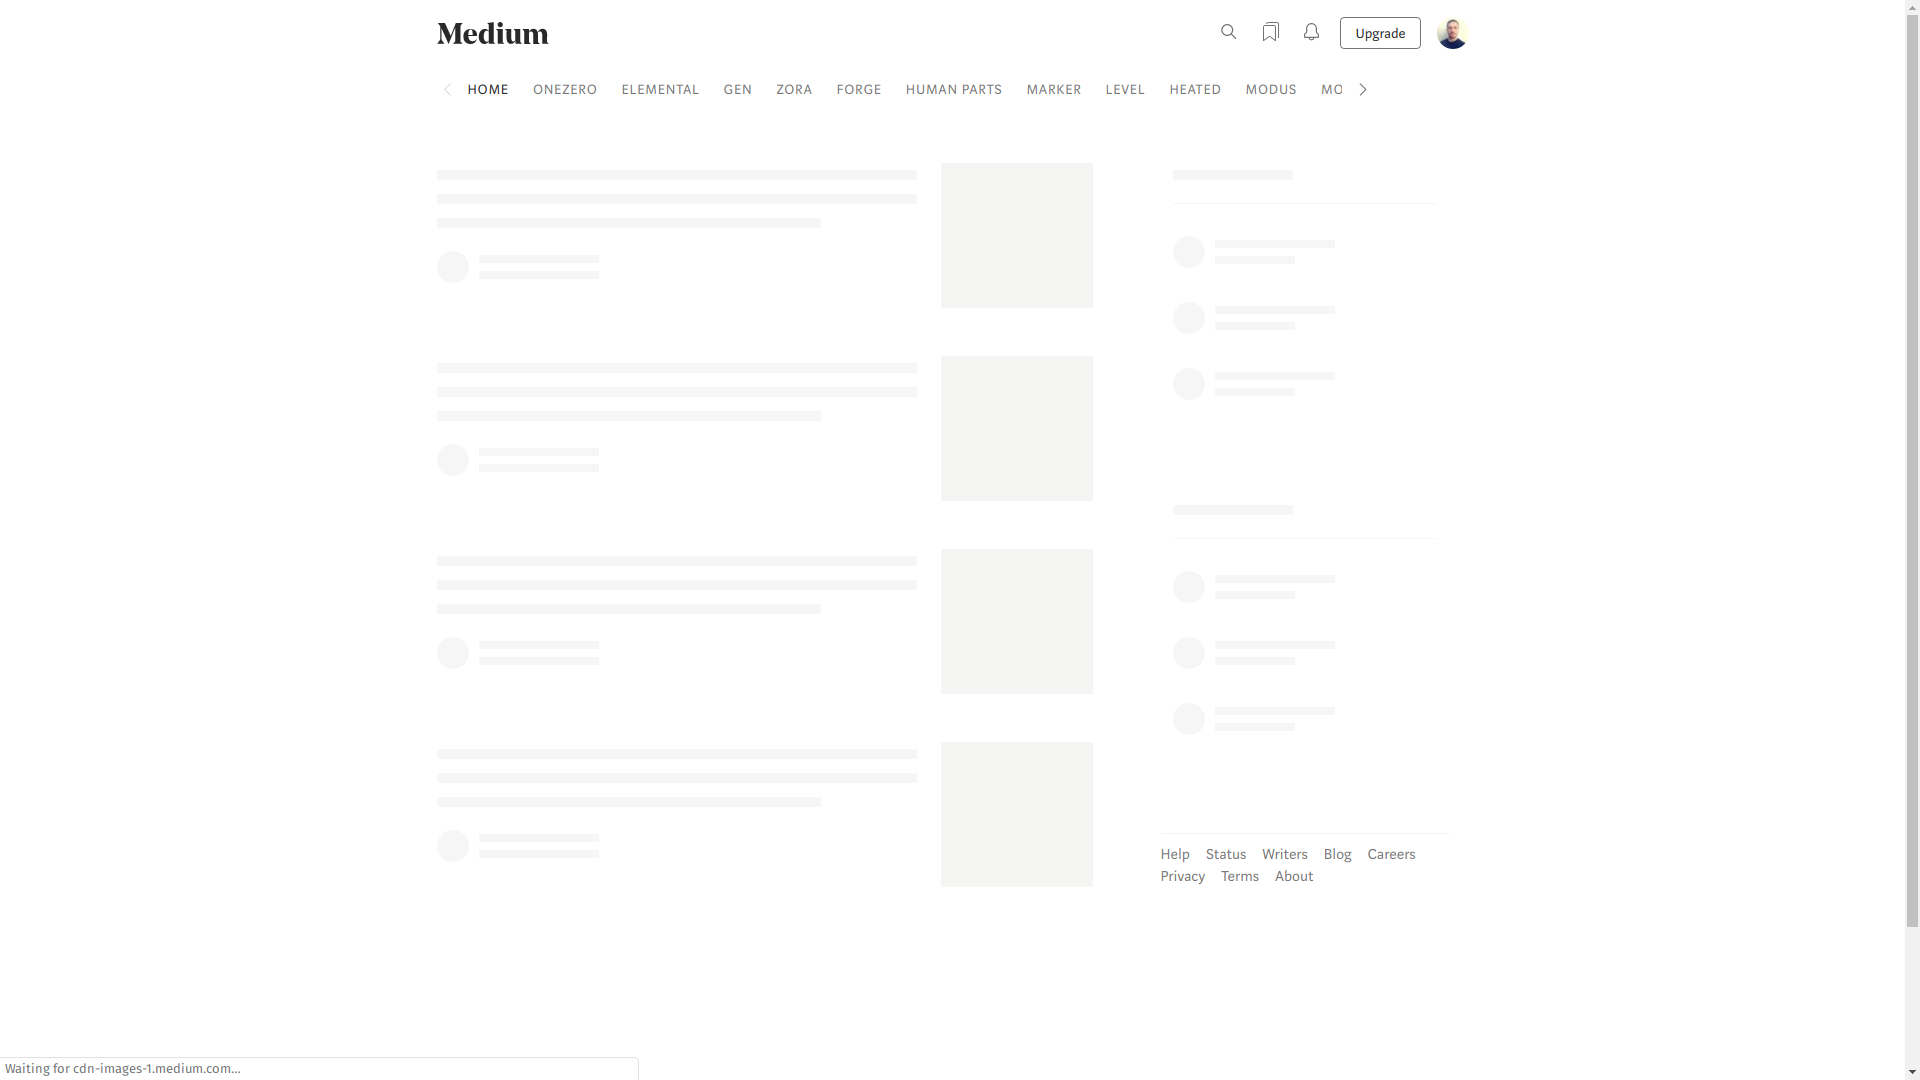 Medium
Upgrade
HOME ONEZERO ELEMENTAL GEN ZORA FORGE HUMAN PARTS MARKER LEVEL HEATED MODUS MO
Help Status Writers Blog Careers
Privacy Terms About
Waiting for cdn-images-1.medium.com...